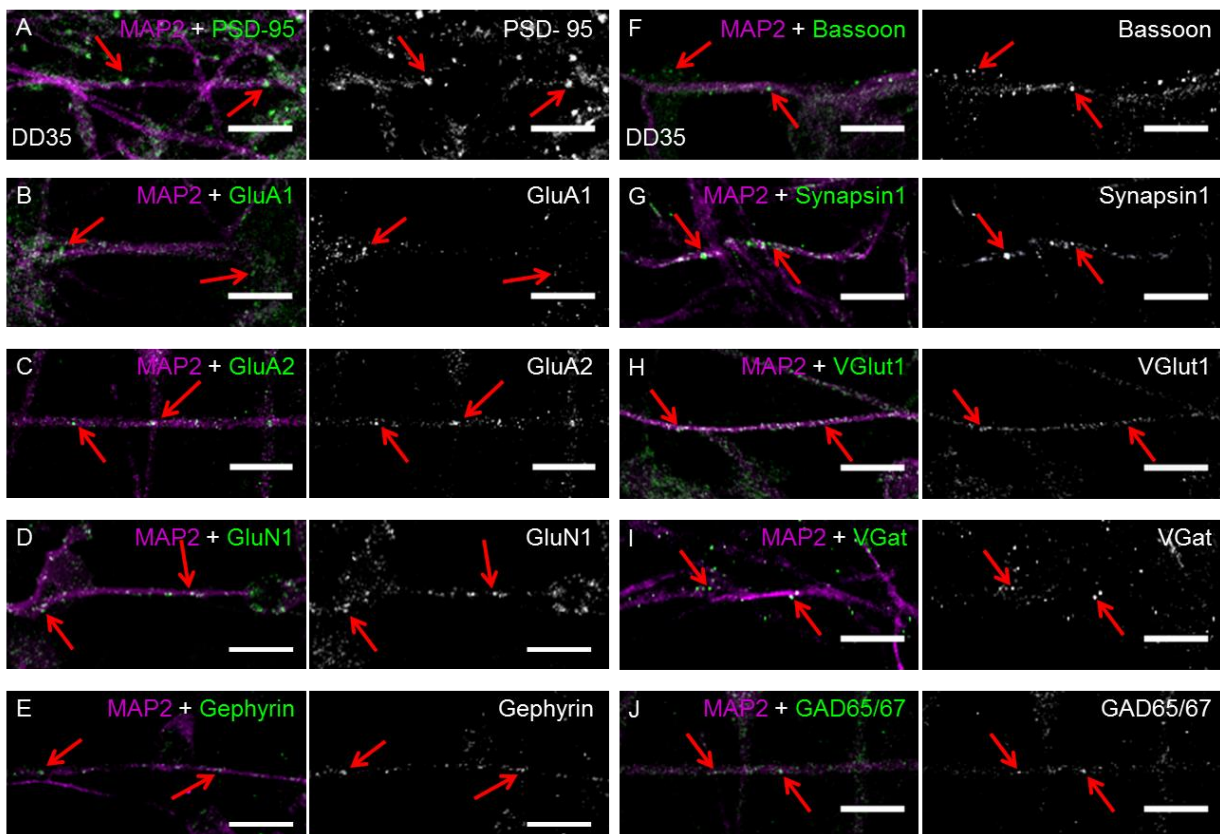 A MAP2 + PSD-95
DD35
PSD- 95
B MAP2 + GluA1
GluA1
C MAP2 + GluA2
GluA2
D MAP2 + GluN1
GluN1
E MAP2 + Gephyrin
Gephyrin
F MAP2 + Bassoon
DD35
Bassoon
G MAP2 + Synapsin1
Synapsin1
H MAP2 + VGlut1
VGlut1
I MAP2 + VGat
VGat
J MAP2 + GAD65/67
GAD65/67